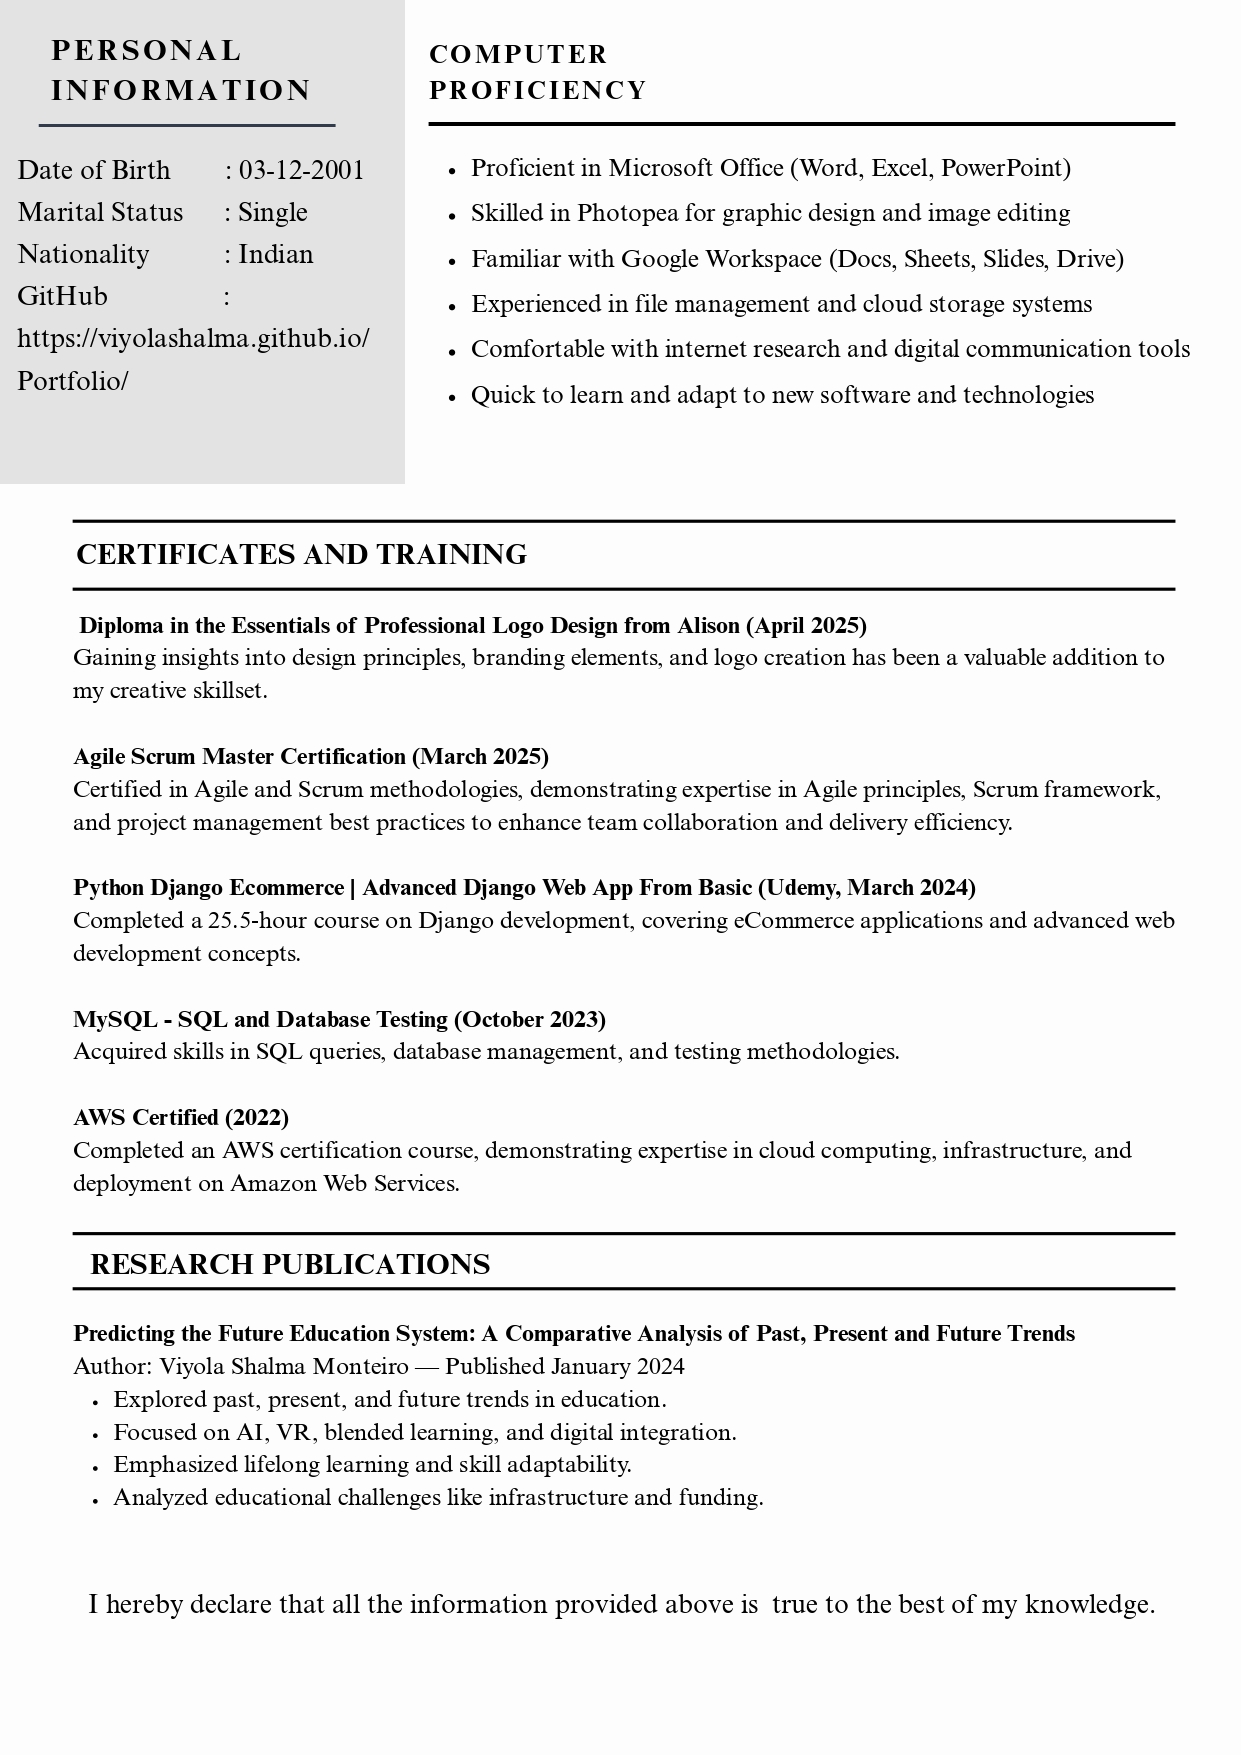 PERSONAL
INFORMATION
Date of Birth : 03-12-2001
Marital Status : Single
Nationality : Indian
GitHub :
https://viyolashalma.github.io/
Portfolio/
COMPUTER
PROFICIENCY
• Proficient in Microsoft Office (Word, Excel, PowerPoint)
• Skilled in Photopea for graphic design and image editing
• Familiar with Google Workspace (Docs, Sheets, Slides, Drive)
• Experienced in file management and cloud storage systems
• Comfortable with internet research and digital communication tools
• Quick to learn and adapt to new software and technologies
CERTIFICATES AND TRAINING
Diploma in the Essentials of Professional Logo Design from Alison (April 2025)
Gaining insights into design principles, branding elements, and logo creation has been a valuable addition to
my creative skillset.
Agile Scrum Master Certification (March 2025)
Certified in Agile and Scrum methodologies, demonstrating expertise in Agile principles, Scrum framework,
and project management best practices to enhance team collaboration and delivery efficiency.
Python Django Ecommerce | Advanced Django Web App From Basic (Udemy, March 2024)
Completed a 25.5-hour course on Django development, covering eCommerce applications and advanced web
development concepts.
MySQL - SQL and Database Testing (October 2023)
Acquired skills in SQL queries, database management, and testing methodologies.
AWS Certified (2022)
Completed an AWS certification course, demonstrating expertise in cloud computing, infrastructure, and
deployment on Amazon Web Services.
RESEARCH PUBLICATIONS
Predicting the Future Education System: A Comparative Analysis of Past, Present and Future Trends
Author: Viyola Shalma Monteiro — Published January 2024
• Explored past, present, and future trends in education.
• Focused on AI, VR, blended learning, and digital integration.
• Emphasized lifelong learning and skill adaptability.
• Analyzed educational challenges like infrastructure and funding.
I hereby declare that all the information provided above is  true to the best of my knowledge.